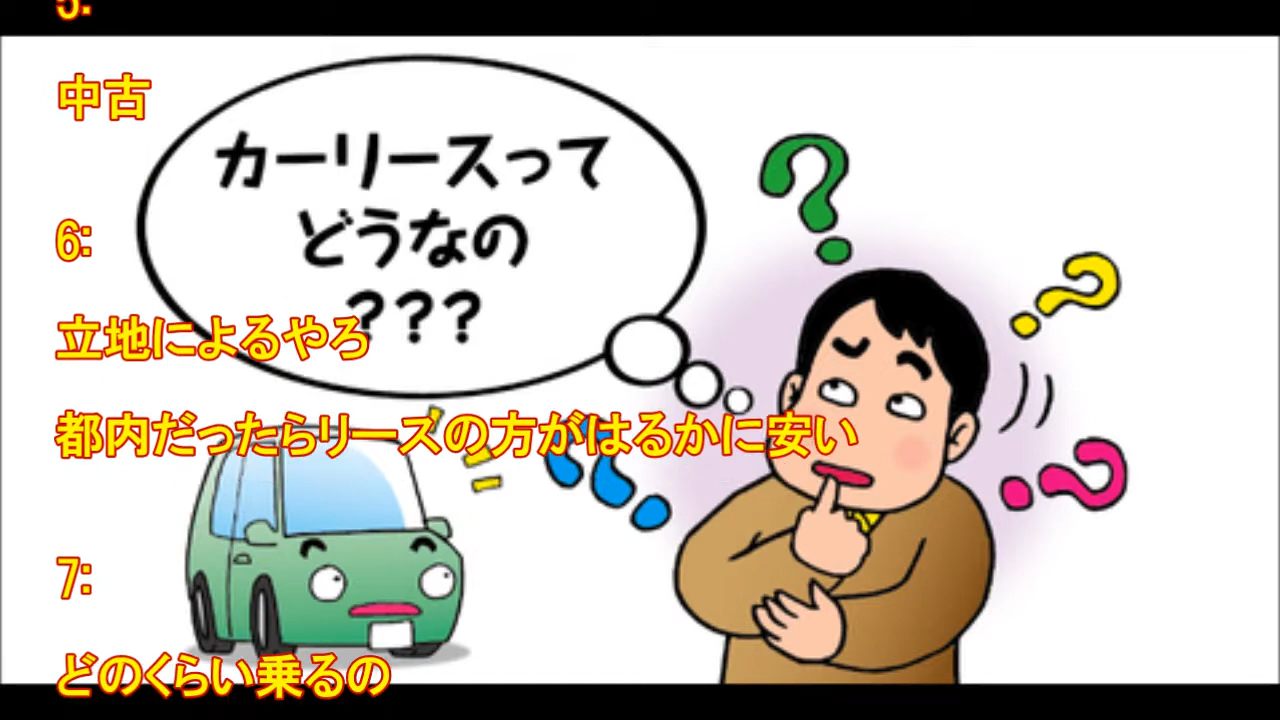 5:
中古
カーリースって
どうなの
???
6:
立地によるやろ
都内だったらリースの方がはるかに安い
7:
どのくらい乗るの